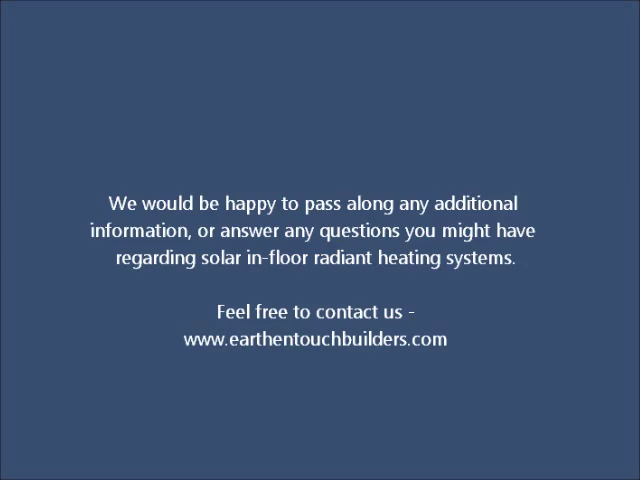 We would be happy to pass along any additional
information, or answer any questions you might have
regarding solar in-floor radiant heating systems.
Feel free to contact us -
www.earthentouchbuilders.com